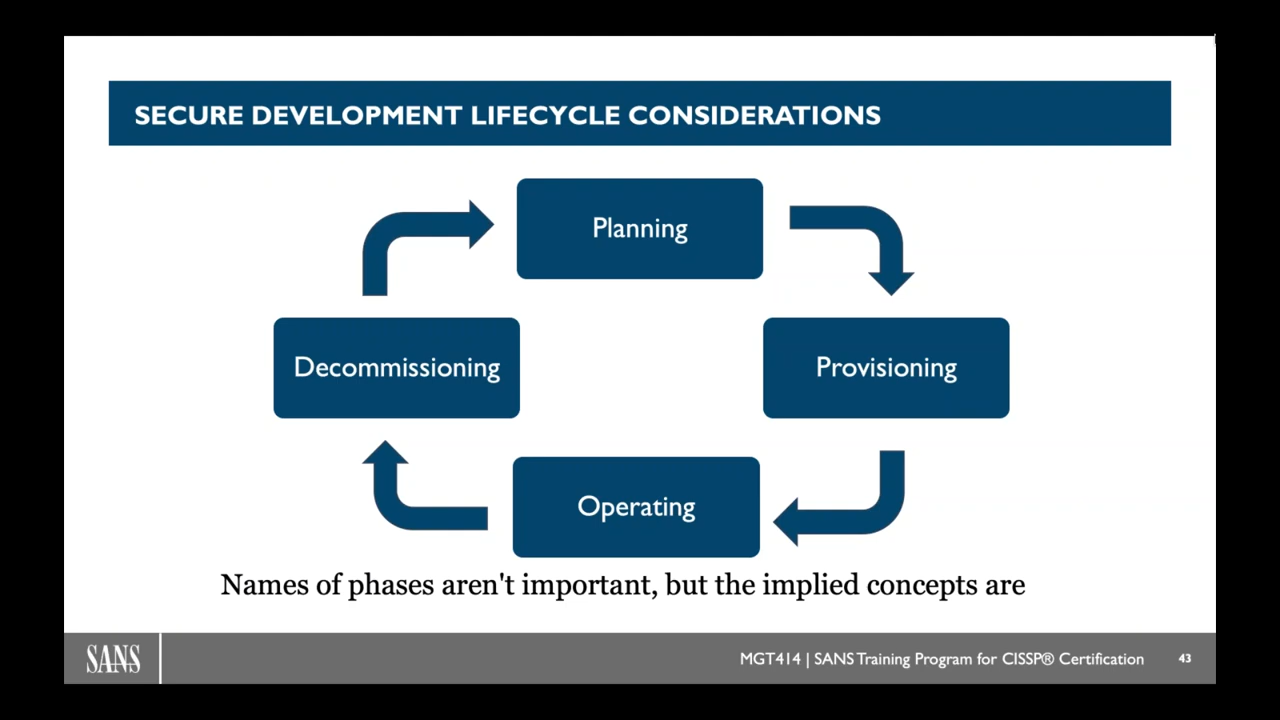 SECURE DEVELOPMENT LIFECYCLE CONSIDERATIONS
Planning
Decommissioning
Provisioning
Operating
Names of phases aren't important, but the implied concepts are
SANS
MGT414 | SANS Training Program for CISSP® Certification
43